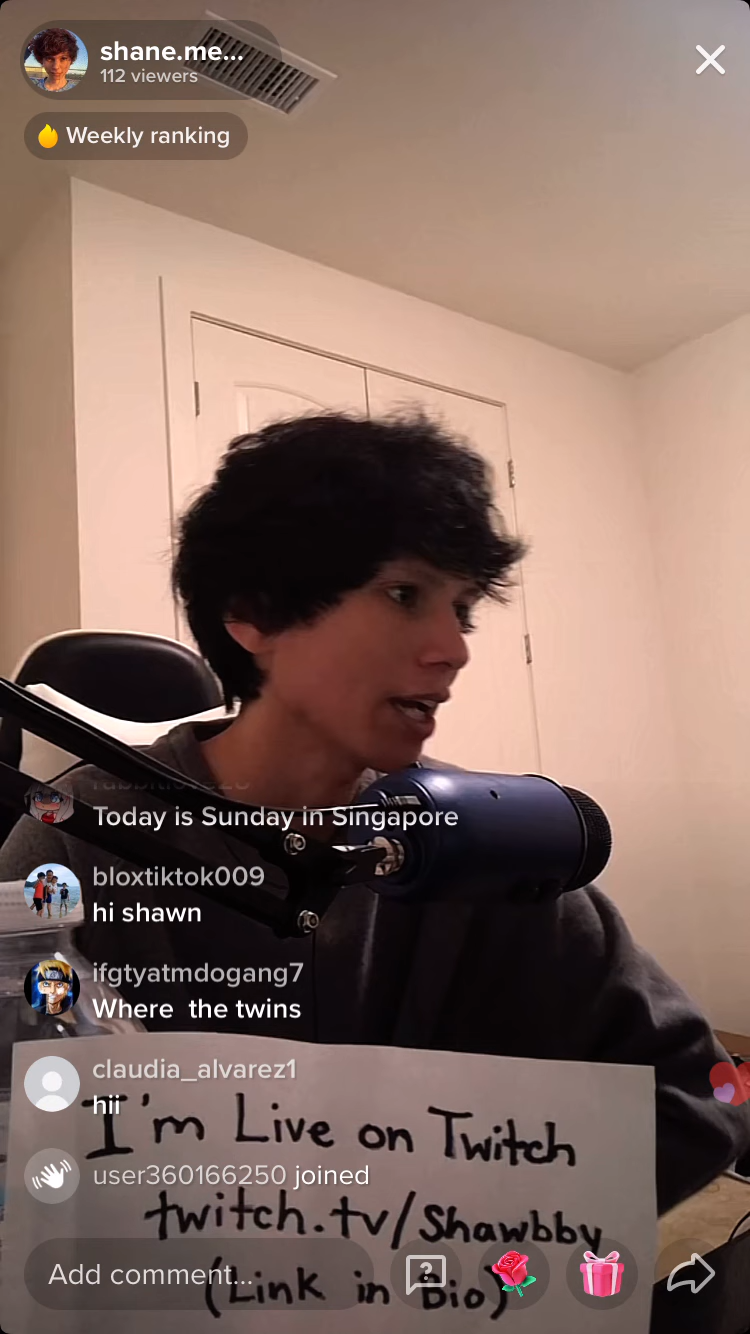 shane.me...
112 viewers
Weekly ranking
Today is Sunday in Singapore
bloxtiktok009
hi shawn
ifgtyatmdogang7
Where the twins
claudia_alvarez1
hii
I'm Live on Twitch
user360166250 joined
twitch.tv/Shawbby
Add comment...
(Link in Bio)